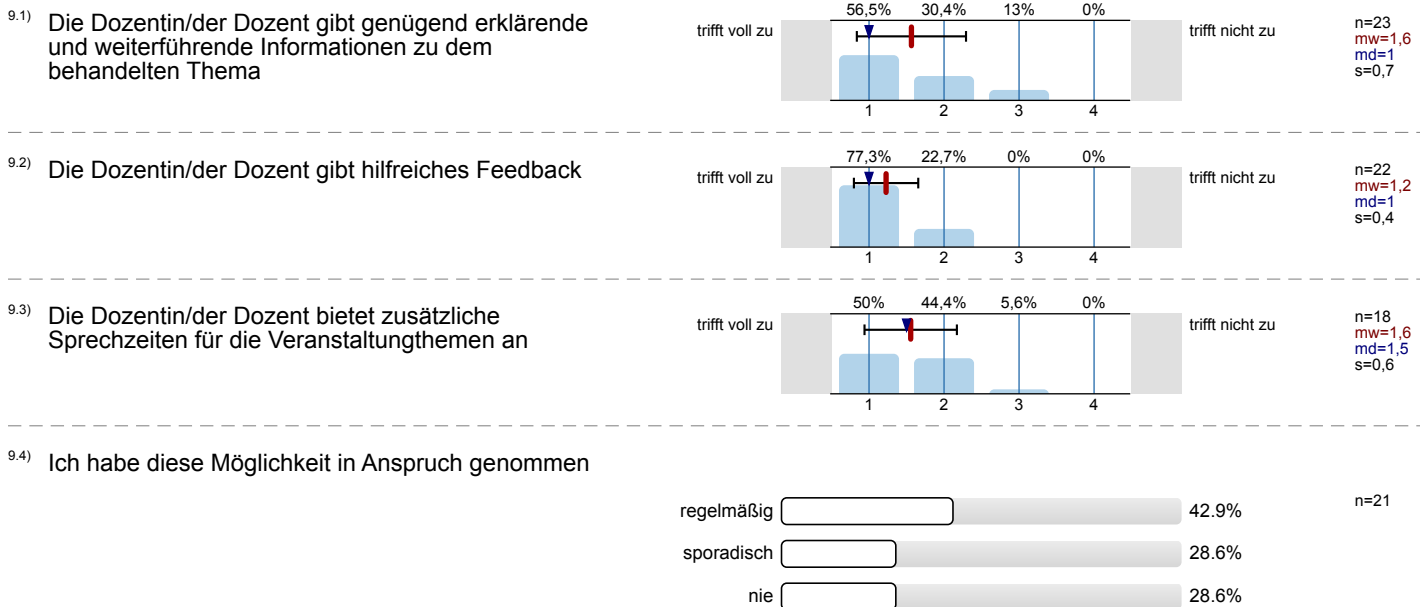 9.1) Die Dozentin/der Dozent gibt genügend erklärende
und weiterführende Informationen zu dem
behandelten Thema
trifft voll zu
56,5% 30,4% 13% 0%
1 2 3 4
trifft nicht zu
n=23
mw=1,6
md=1
s=0,7
9.2) Die Dozentin/der Dozent gibt hilfreiches Feedback
trifft voll zu
77,3% 22,7% 0% 0%
1 2 3 4
trifft nicht zu
n=22
mw=1,2
md=1
s=0,4
9.3) Die Dozentin/der Dozent bietet zusätzliche
Sprechzeiten für die Veranstaltungthemen an
trifft voll zu
50% 44,4% 5,6% 0%
1 2 3 4
trifft nicht zu
n=18
mw=1,6
md=1,5
s=0,6
9.4) Ich habe diese Möglichkeit in Anspruch genommen
regelmäßig 42.9%
n=21
sporadisch 28.6%
nie 28.6%